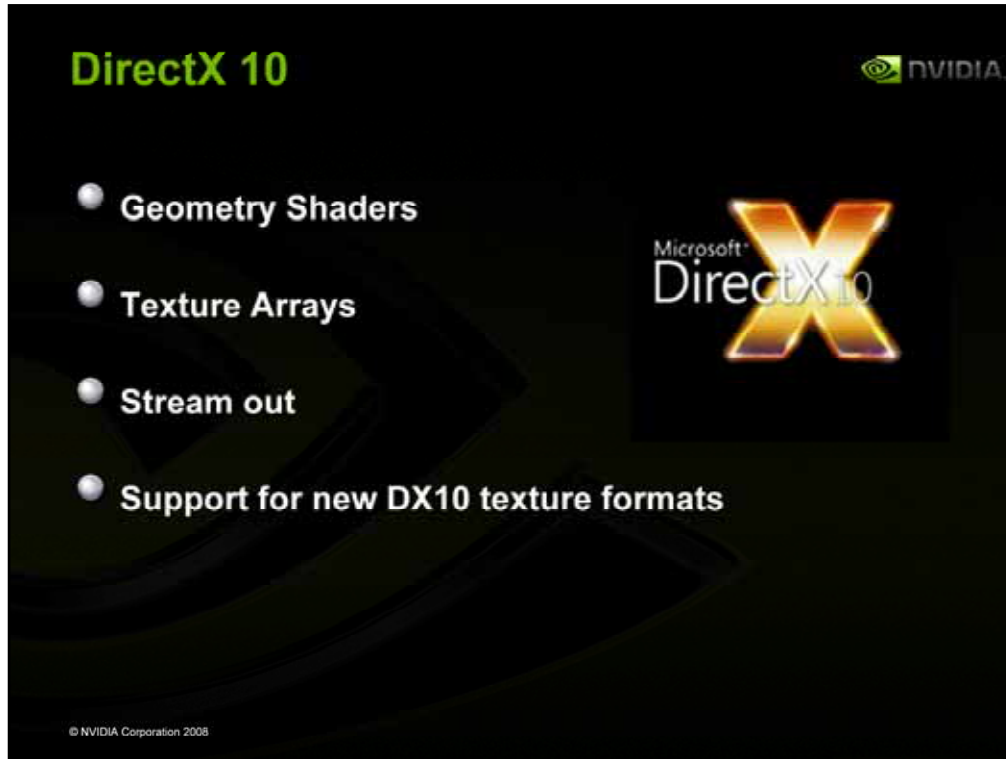 DirectX 10
NVIDIA
Geometry Shaders
Texture Arrays
Stream out
Support for new DX10 texture formats
Microsoft
DirectX 10
© NVIDIA Corporation 2008